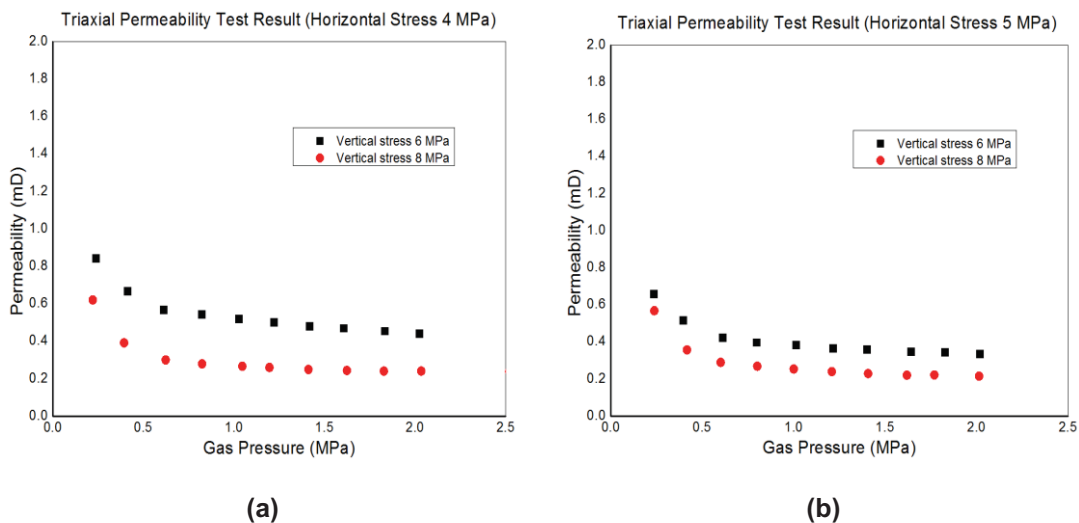 Triaxial Permeability Test Result (Horizontal Stress 4 MPa)
2.0
1.8
1.6
1.4
1.2
1.0
0.8
0.6
0.4
0.2
0.0
Permeability (mD)
Vertical stress 6 MPa
Vertical stress 8 MPa
0.0 0.5 1.0 1.5 2.0 2.5
Gas Pressure (MPa)
(a)
Triaxial Permeability Test Result (Horizontal Stress 5 MPa)
2.0
1.8
1.6
1.4
1.2
1.0
0.8
0.6
0.4
0.2
0.0
Permeability (mD)
Vertical stress 6 MPa
Vertical stress 8 MPa
0.0 0.5 1.0 1.5 2.0 2.5
Gas Pressure (MPa)
(b)